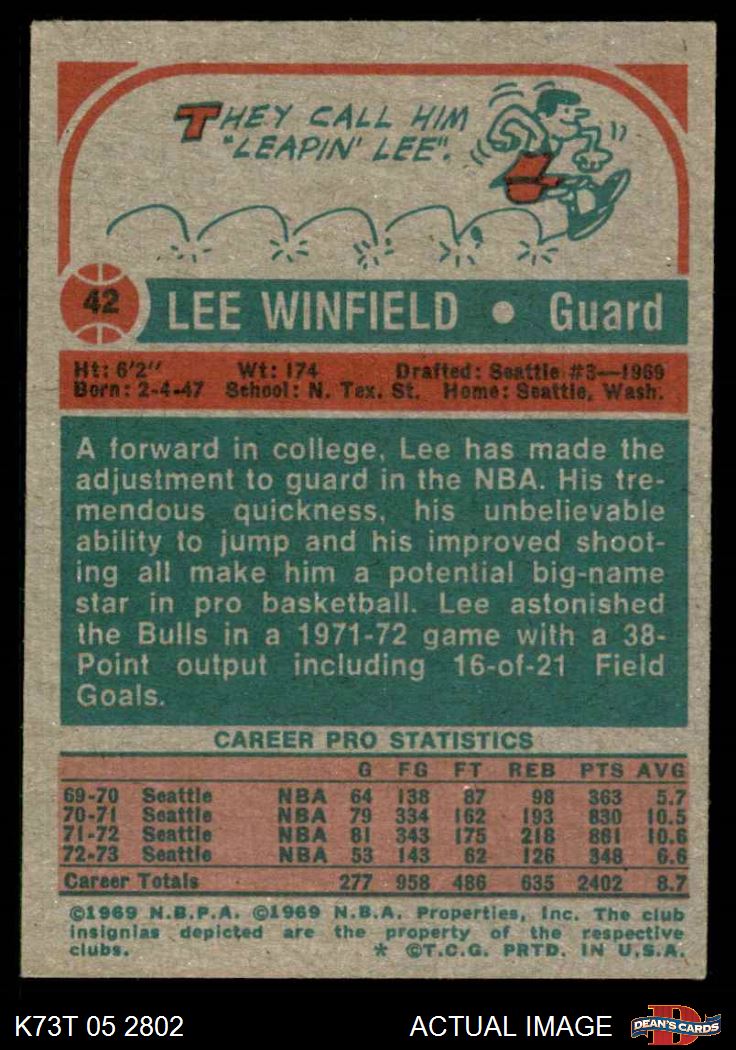 THEY CALL HIM
"LEAPIN' LEE".
42
LEE WINFIELD • Guard
Ht: 6'2" Wt: 174 Drafted: Seattle #3—1969
Born: 2-4-47 School: N. Tex. St. Home: Seattle, Wash.
A forward in college, Lee has made the
adjustment to guard in the NBA. His tre-
mendous quickness, his unbelievable
ability to jump and his improved shoot-
ing all make him a potential big-name
star in pro basketball. Lee astonished
the Bulls in a 1971-72 game with a 38-
Point output including 16-of-21 Field
Goals.
CAREER PRO STATISTICS
G FG FT REB PTS AVG
69-70 Seattle NBA 64 138 87 98 363 5.7
70-71 Seattle NBA 79 334 162 193 830 10.5
71-72 Seattle NBA 81 343 175 218 861 10.6
72-73 Seattle NBA 53 143 62 126 348 6.6
Career Totals 277 958 486 635 2402 8.7
©1969 N.B.P.A. ©1969 N.B.A. Properties, Inc. The club
insignias depicted are the property of the respective
clubs. * ©T.C.G. PRTD. IN U.S.A.
K73T 05 2802 ACTUAL IMAGE DEAN'S CARDS